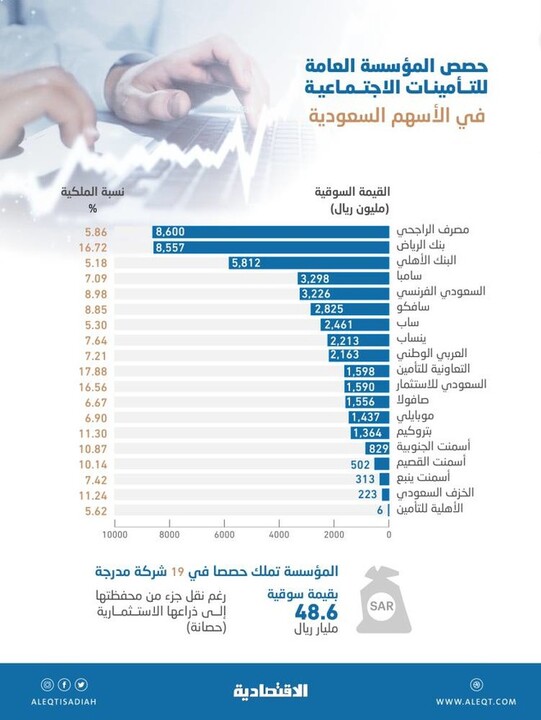 حصص المؤسسة العامة
للتأمينات الاجتماعية
في الأسهم السعودية
القيمة السوقية
(مليون ريال)
نسبة الملكية
%
مصرف الراجحي 8,600 5.86
بنك الرياض 8,557 16.72
البنك الأهلي 5,812 5.18
سامبا 3,298 7.09
السعودي الفرنسي 3,226 8.98
سافكو 2,825 8.85
ساب 2,461 5.30
ينساب 2,213 7.64
العربي الوطني 2,163 7.21
التعاونية للتأمين 1,598 17.88
السعودي للاستثمار 1,590 16.56
صافولا 1,556 6.67
موبايلي 1,437 6.90
بتروكيم 1,364 11.30
أسمنت الجنوبية 829 10.87
أسمنت القصيم 502 10.14
أسمنت ينبع 313 7.42
الخزف السعودي 223 11.24
الأهلية للتأمين 6 5.62
10000 8000 6000 4000 2000 0
المؤسسة تملك حصصا في 19 شركة مدرجة
بقيمة سوقية
48.6
مليار ريال
رغم نقل جزء من محفظتها
إلى ذراعها الاستثمارية
(حصانة)
SAR
ALEQTISADIAH
الاقتصادية
WWW.ALEQT.COM